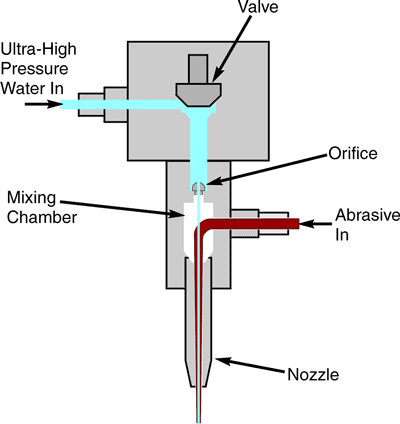 Valve
Ultra-High
Pressure
Water In
Orifice
Mixing
Chamber
Abrasive
In
Nozzle